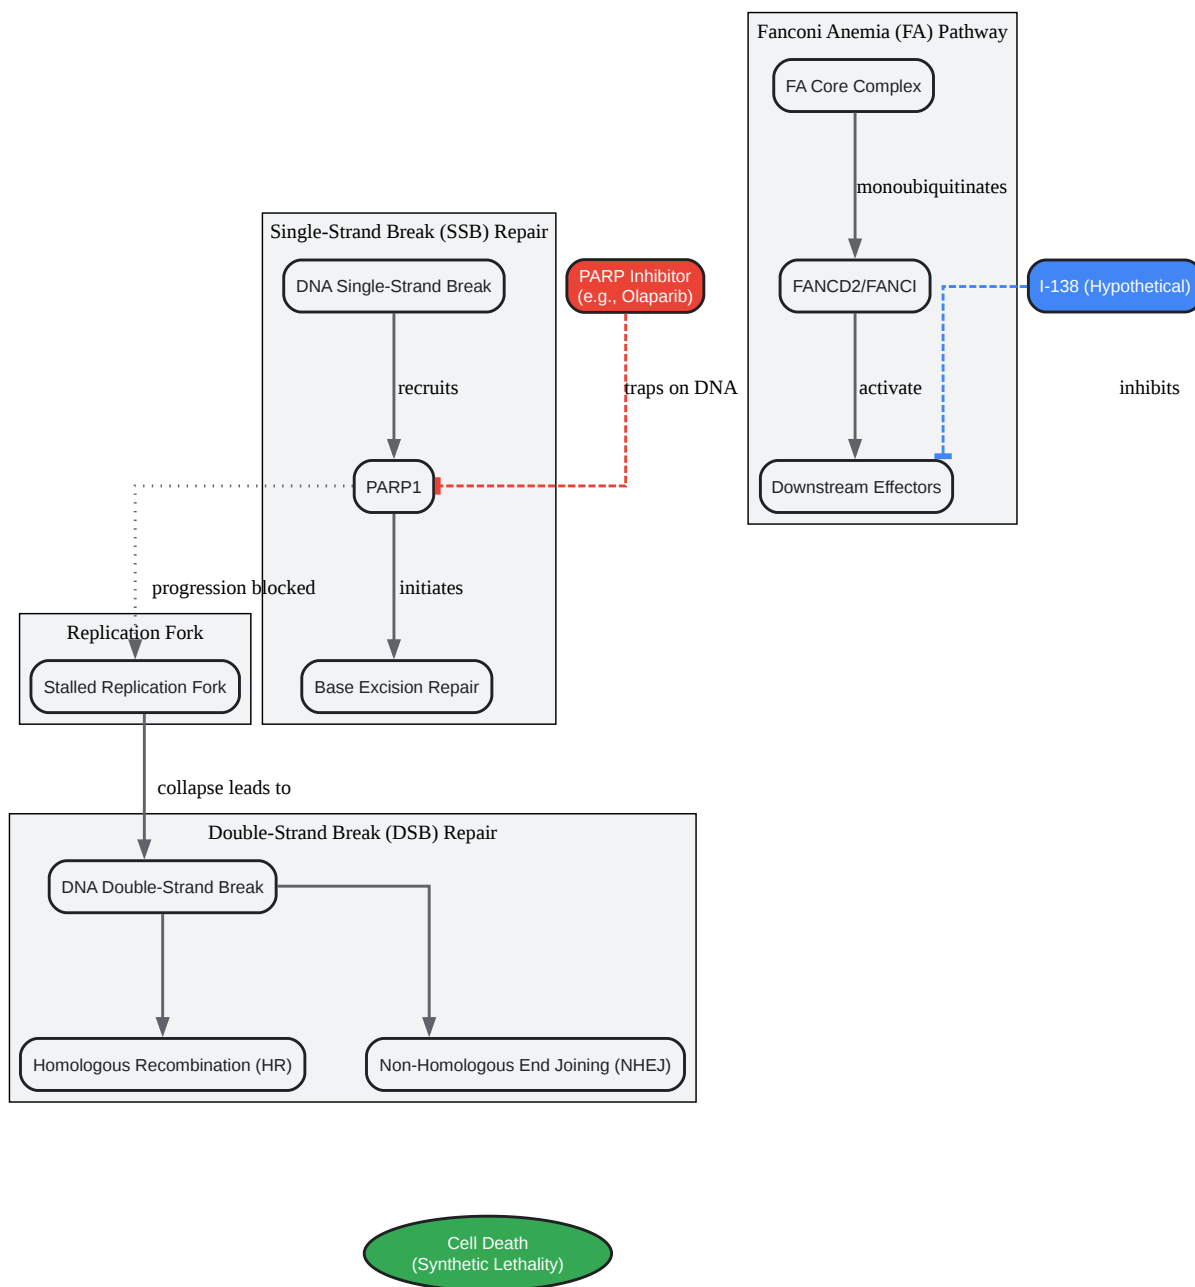 Fanconi Anemia (FA) Pathway
FA Core Complex
monoubiquitinates
Single-Strand Break (SSB) Repair
DNA Single-Strand Break
PARP Inhibitor
(e.g., Olaparib)
FANCD2/FANCI
I-138 (Hypothetical)
recruits
traps on DNA
activate
inhibits
PARP1
Downstream Effectors
progression blocked
initiates
Replication Fork
Stalled Replication Fork
Base Excision Repair
collapse leads to
Double-Strand Break (DSB) Repair
DNA Double-Strand Break
Homologous Recombination (HR)
Non-Homologous End Joining (NHEJ)
Cell Death
(Synthetic Lethality)